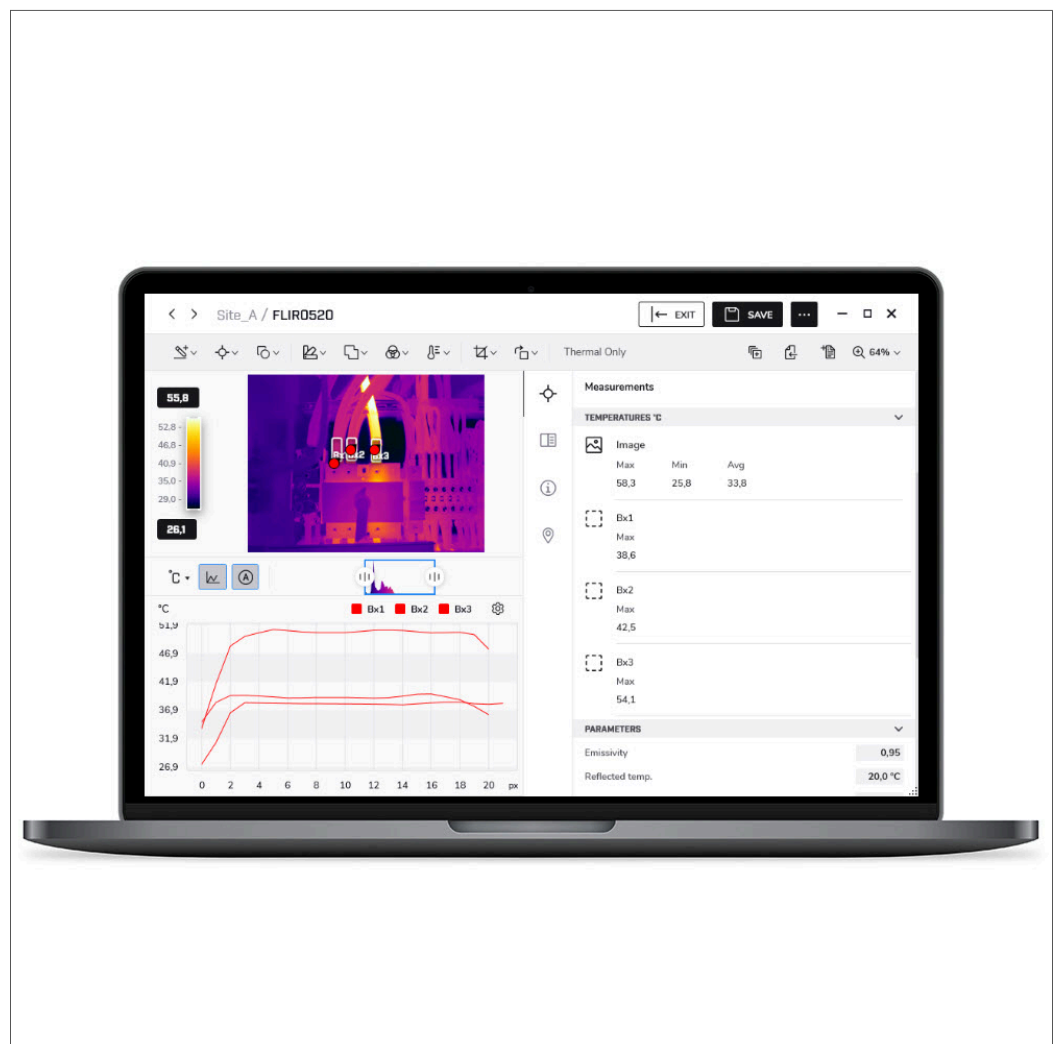 Site_A / FLIR0520
EXIT
SAVE
Thermal Only
64%
55,8
52,8
46,8
40,9
35,0
29,0
26,1
Bx3
°C
A
°C
Bx1 Bx2 Bx3
51,9
46,9
41,9
36,9
31,9
26,9
0 2 4 6 8 10 12 14 16 18 20 px
Measurements
TEMPERATURES °C
Image
Max Min Avg
58,3 25,8 33,8
Bx1
Max
38,6
Bx2
Max
42,5
Bx3
Max
54,1
PARAMETERS
Emissivity 0,95
Reflected temp. 20,0 °C